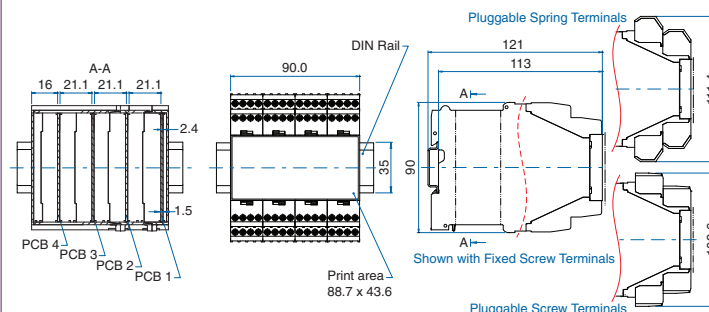 Pluggable Spring Terminals
DIN Rail
121
A-A
90.0
113
16 21.1 21.1 21.1
A
2.4
90
35
1.5
PCB 4
PCB 3
PCB 2
PCB 1
A
Shown with Fixed Screw Terminals
Print area
88.7 x 43.6
Pluggable Screw Terminals